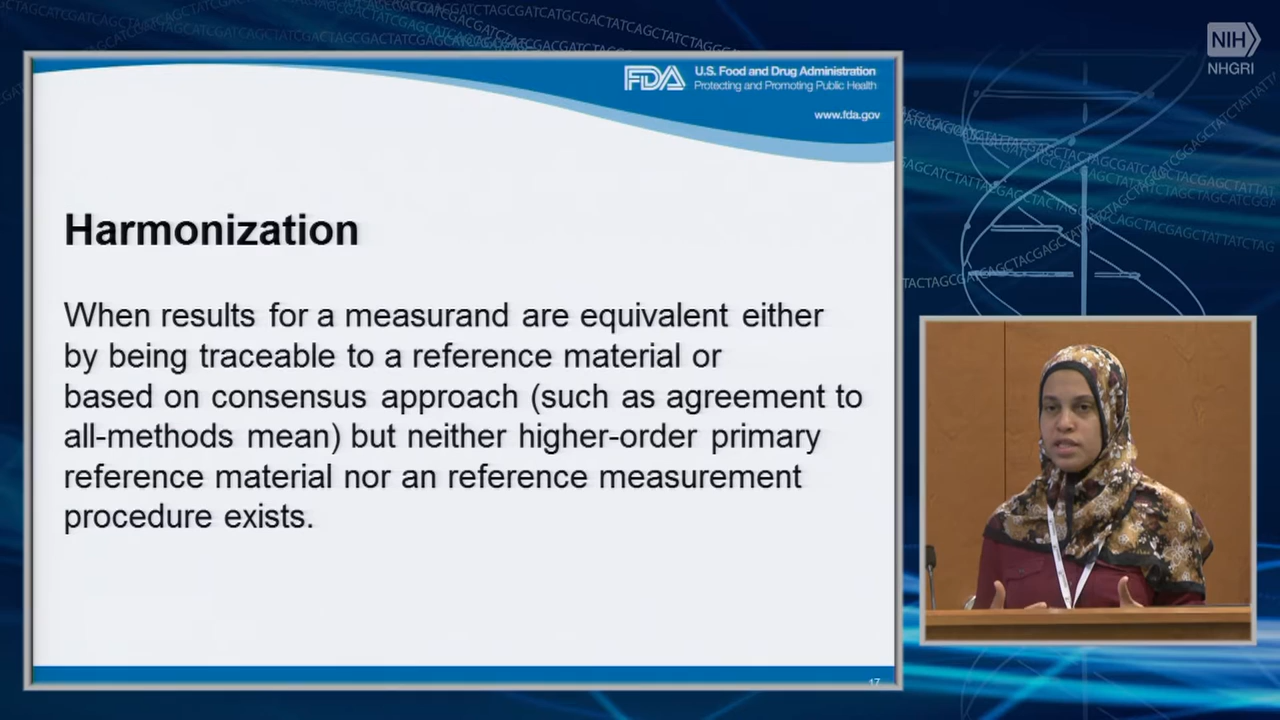 NIH
NHGRI
FDA
U.S. Food and Drug Administration
Protecting and Promoting Public Health
www.fda.gov
Harmonization
When results for a measurand are equivalent either
by being traceable to a reference material or
based on consensus approach (such as agreement to
all-methods mean) but neither higher-order primary
reference material nor an reference measurement
procedure exists.
17